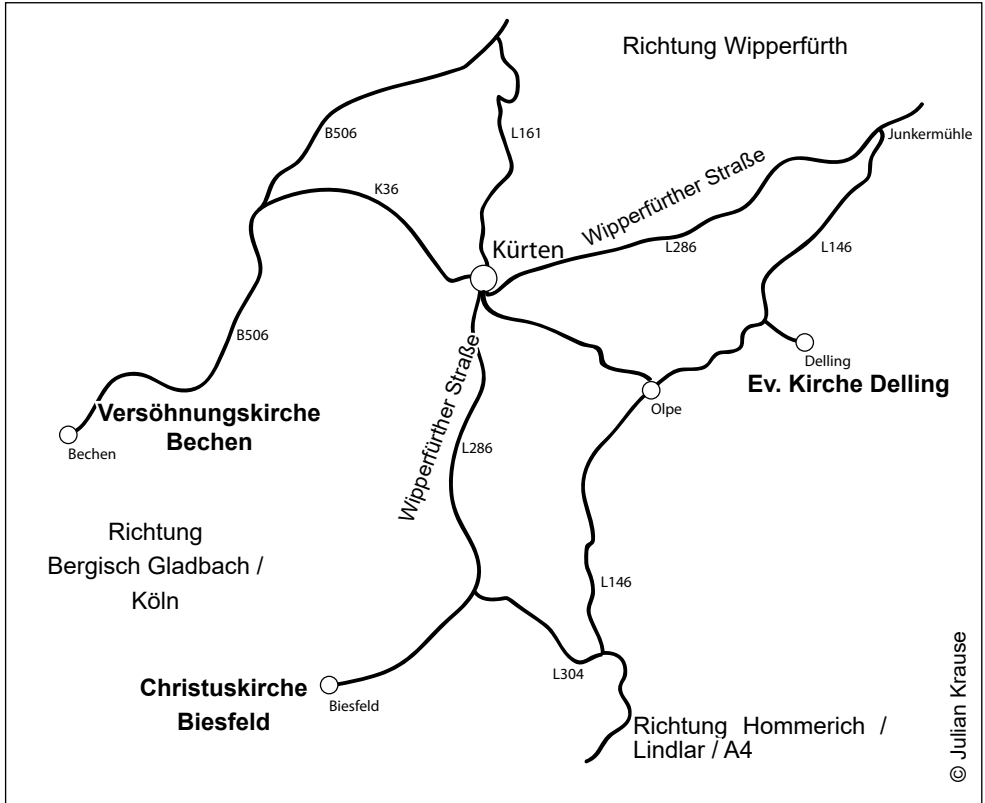 Richtung Wipperfürth
B506
L161
Junkermühle
K36
Wipperfürther Straße
Kürten
L286
L146
B506
Delling
Ev. Kirche Delling
Versöhnungskirche
Bechen
Bechen
Olpe
Wipperfürther Straße
L286
Richtung
Bergisch Gladbach /
Köln
L146
L304
Christuskirche
Biesfeld
Biesfeld
Richtung Hommerich /
Lindlar / A4
© Julian Krause